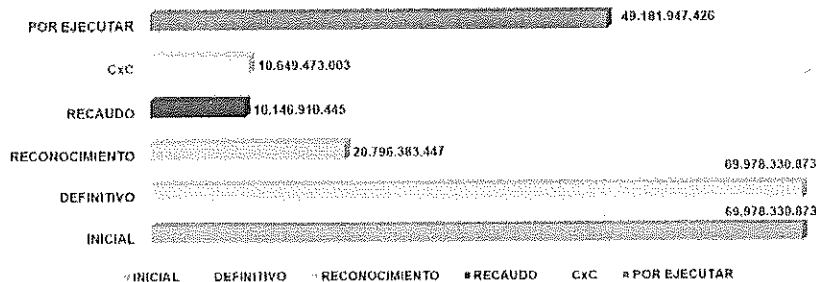 POR EJECUTAR 49.181.947,426
CxC 10.649.473.003
RECAUDO 10.146.910.445
RECONOCIMIENTO 20.796.383.447
69.978.330.873
DEFINITIVO
69,978.330.873
INICIAL
INICIAL DEFINITIVO RECONOCIMIENTO RECAUDO CxC POR EJECUTAR